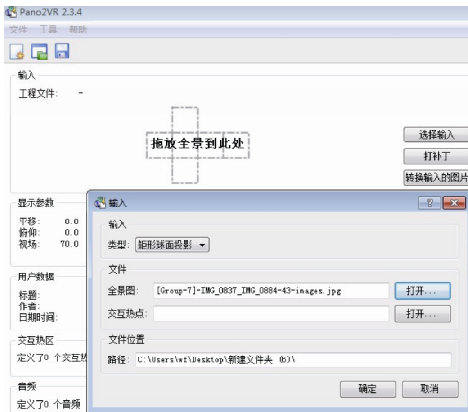 Pano2VR 2.3.4
文件 工具 帮助
输入
工程文件: -
拖放全景到此处
选择输入
打补丁
转换输入的图片
显示参数
平移: 0.0
俯仰: 0.0
视场: 70.0
用户数据
标题:
作者:
日期时间:
交互热区
定义了0 个交互热
音频
定义了0 个音频
输入
输入
类型: 矩形球面投影
文件
全景图: [Group-7]-IMG_0837_IMG_0884-43-images.jpg 打开...
交互热点: 打开...
文件位置
路径: C:\Users\wf\Desktop\新建文件夹 (5)\
确定 取消